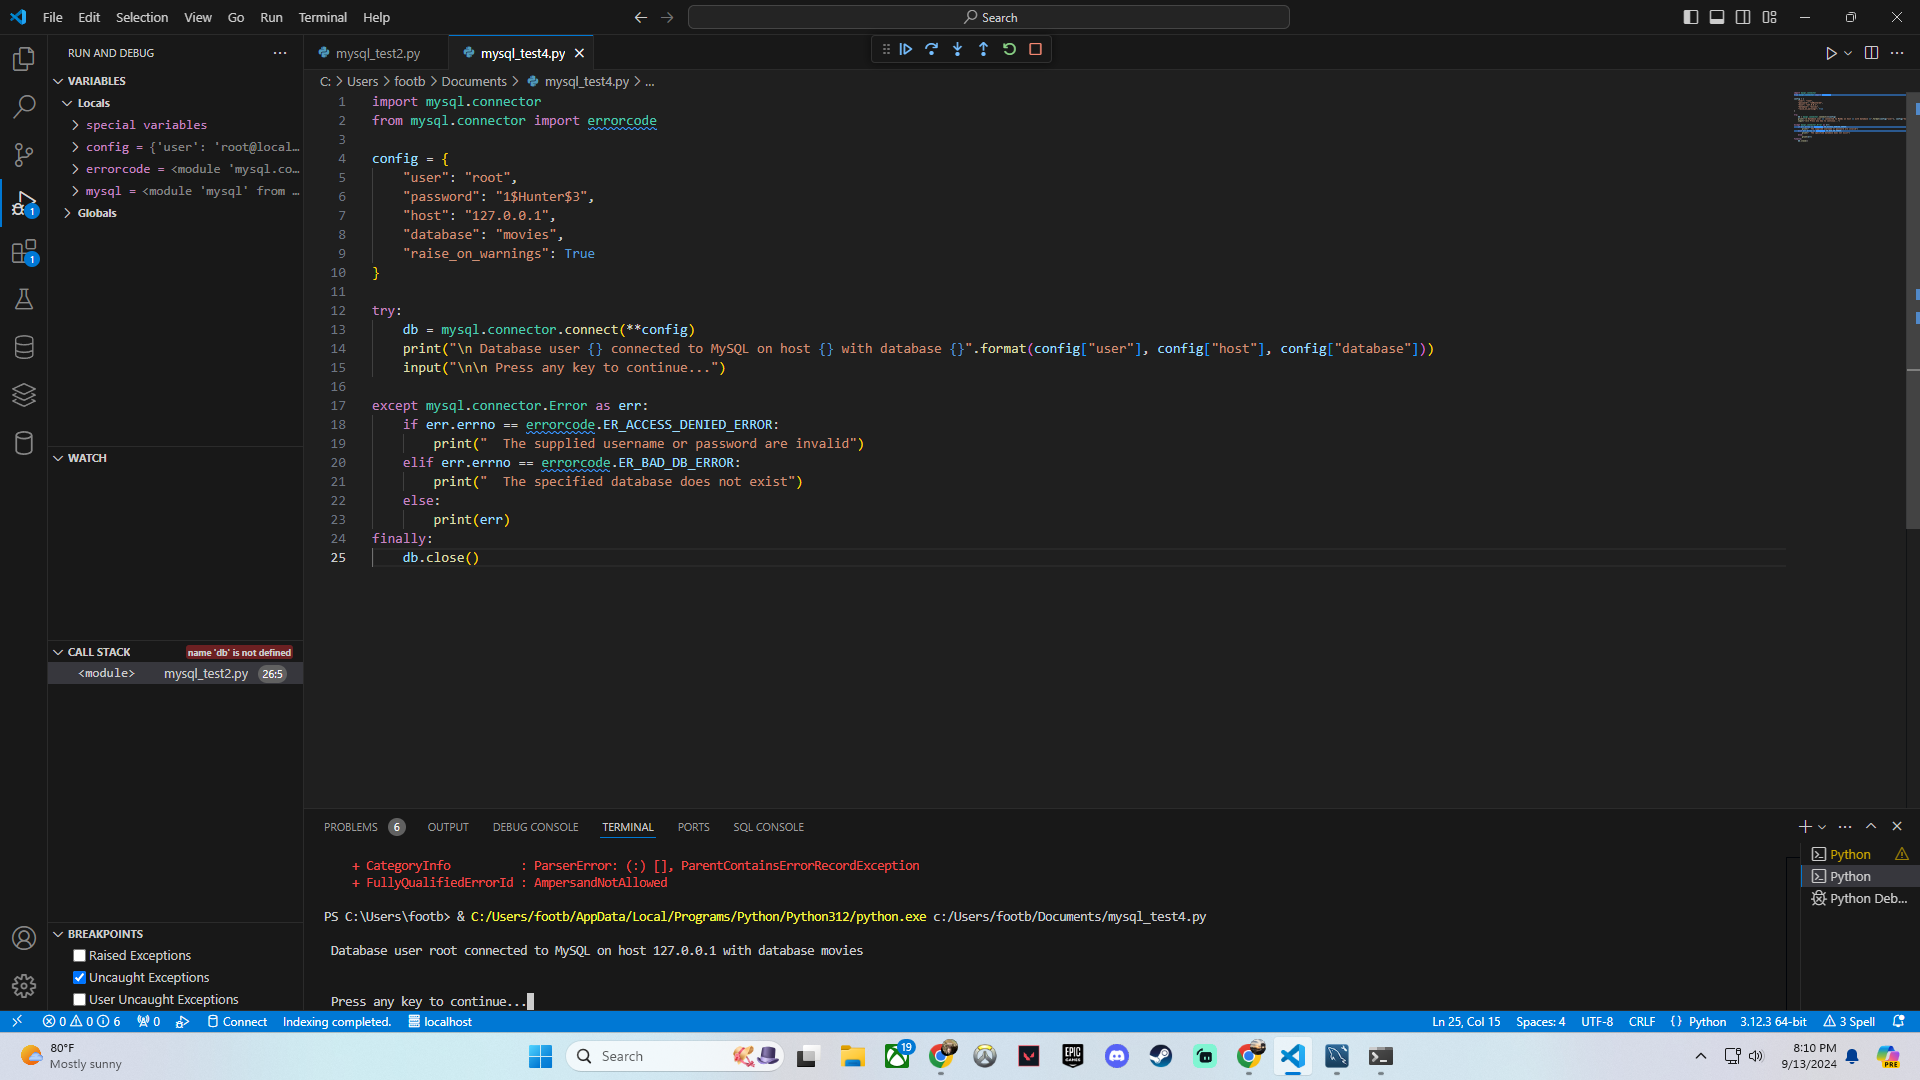 File Edit Selection View Go Run Terminal Help
Search
RUN AND DEBUG
VARIABLES
Locals
special variables
config = {'user': 'root@local...
errorcode = <module 'mysql.co...
mysql = <module 'mysql' from ...
Globals
WATCH
CALL STACK name 'db' is not defined
<module> mysql_test2.py 26:5
BREAKPOINTS
Raised Exceptions
Uncaught Exceptions
User Uncaught Exceptions
mysql_test2.py mysql_test4.py
C: > Users > footb > Documents > mysql_test4.py > ...
1 import mysql.connector
2 from mysql.connector import errorcode
3
4 config = {
5 "user": "root",
6 "password": "1$Hunter$3",
7 "host": "127.0.0.1",
8 "database": "movies",
9 "raise_on_warnings": True
10 }
11
12 try:
13 db = mysql.connector.connect(**config)
14 print("\n Database user {} connected to MySQL on host {} with database {}".format(config["user"], config["host"], config["database"]))
15 input("\n\n Press any key to continue...")
16
17 except mysql.connector.Error as err:
18 if err.errno == errorcode.ER_ACCESS_DENIED_ERROR:
19 print("  The supplied username or password are invalid")
20 elif err.errno == errorcode.ER_BAD_DB_ERROR:
21 print("  The specified database does not exist")
22 else:
23 print(err)
24 finally:
25 db.close()
PROBLEMS 6 OUTPUT DEBUG CONSOLE TERMINAL PORTS SQL CONSOLE
+ CategoryInfo          : ParserError: (:) [], ParentContainsErrorRecordException
+ FullyQualifiedErrorId : AmpersandNotAllowed
PS C:\Users\footb> & C:/Users/footb/AppData/Local/Programs/Python/Python312/python.exe c:/Users/footb/Documents/mysql_test4.py
Database user root connected to MySQL on host 127.0.0.1 with database movies
Press any key to continue...
Python
Python
Python Deb...
0 0 6 0 Connect Indexing completed. localhost
Ln 25, Col 15 Spaces: 4 UTF-8 CRLF {} Python 3.12.3 64-bit 3 Spell
80°F
Mostly sunny
Search
19
EPIC GAMES
8:10 PM
9/13/2024
PRE